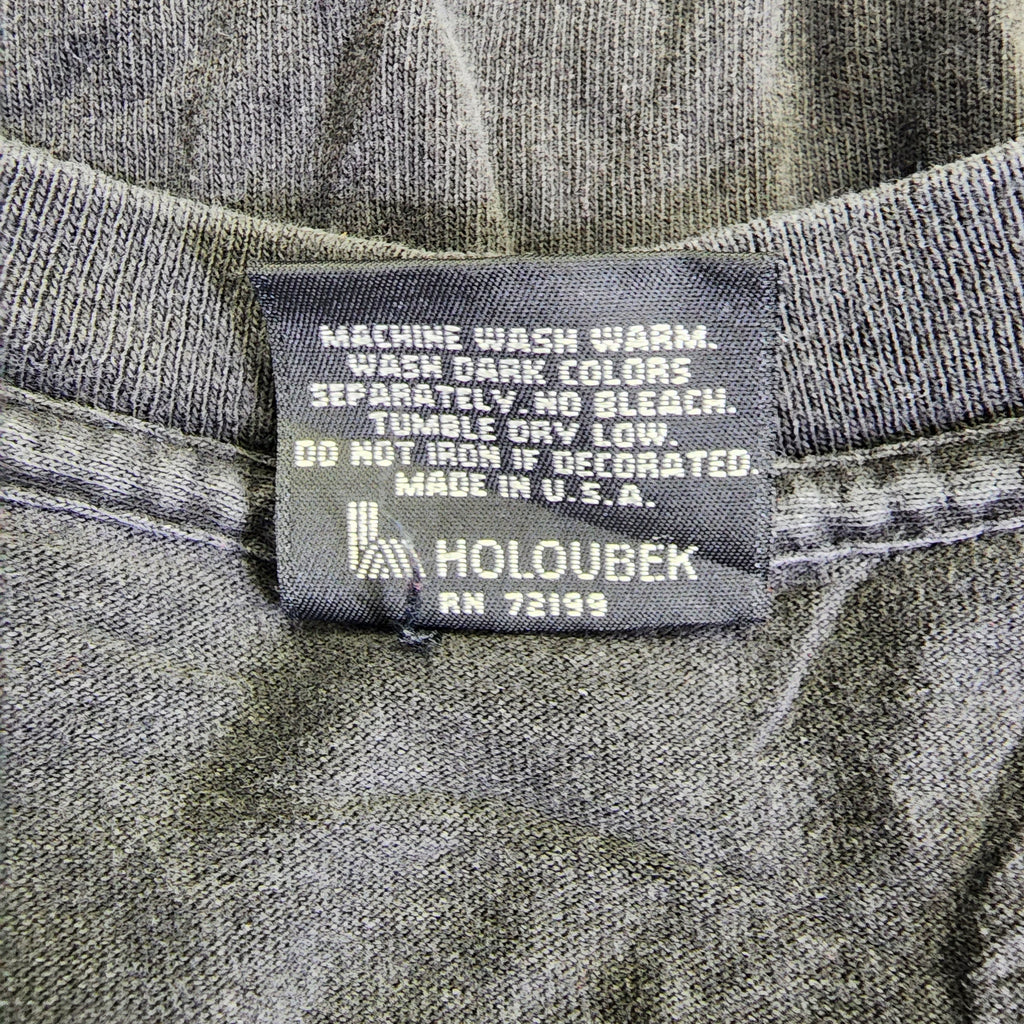 MACHINE WASH WARM.
WASH DARK COLORS
SEPARATELY. NO BLEACH.
TUMBLE DRY LOW.
DO NOT IRON IF DECORATED.
MADE IN U.S.A.
HOLOUBEK
RN 72199